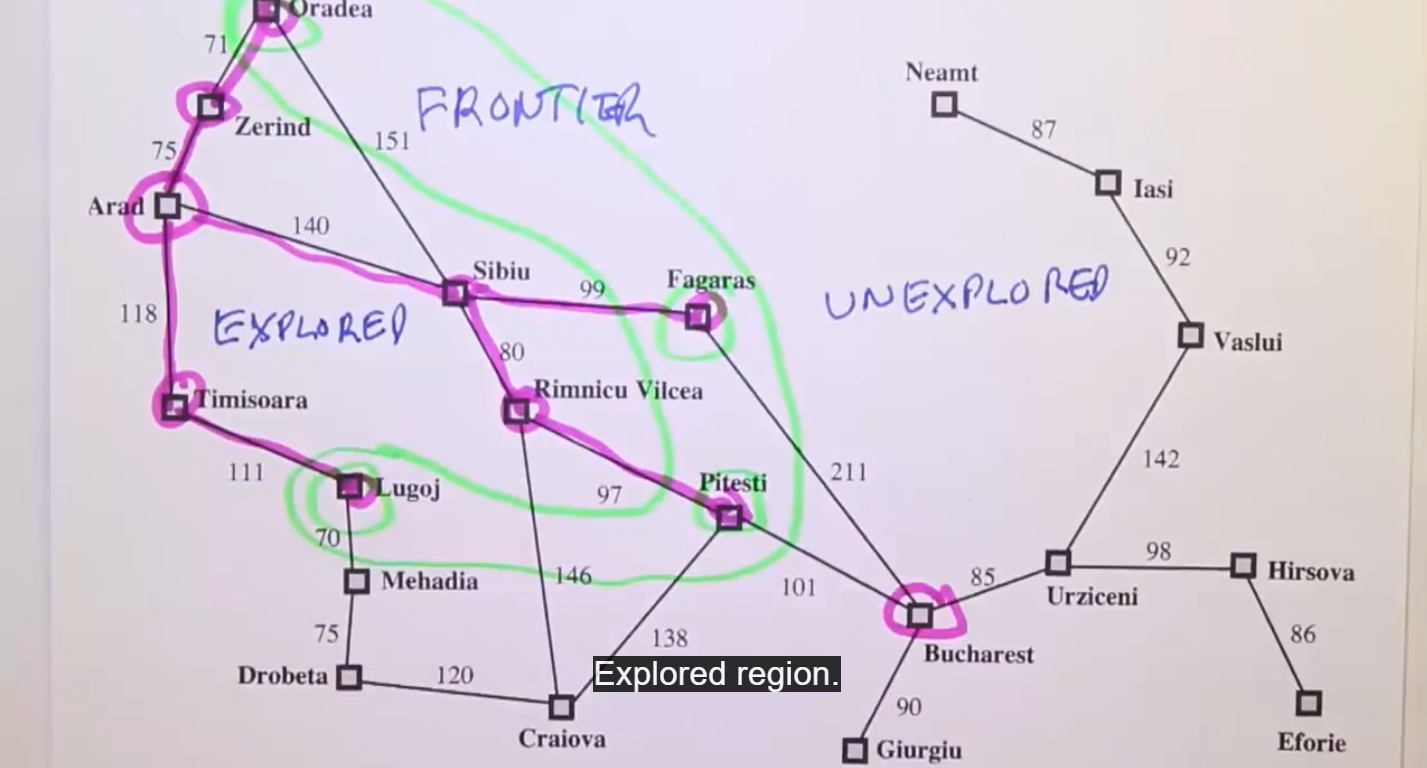 Oradea
71
Neamt
FRONTIER
87
Zerind
151
75
Iasi
Arad
140
92
Sibiu
99
Fagaras
UNEXPLORED
118
EXPLORED
Vaslui
80
Rimnicu Vilcea
Timisoara
142
111
211
Pitesti
Lugoj
97
70
98
Mehadia
146
101
85
Hirsova
Urziceni
75
138
86
Bucharest
Drobeta
120
Explored region.
90
Craiova
Giurgiu
Eforie